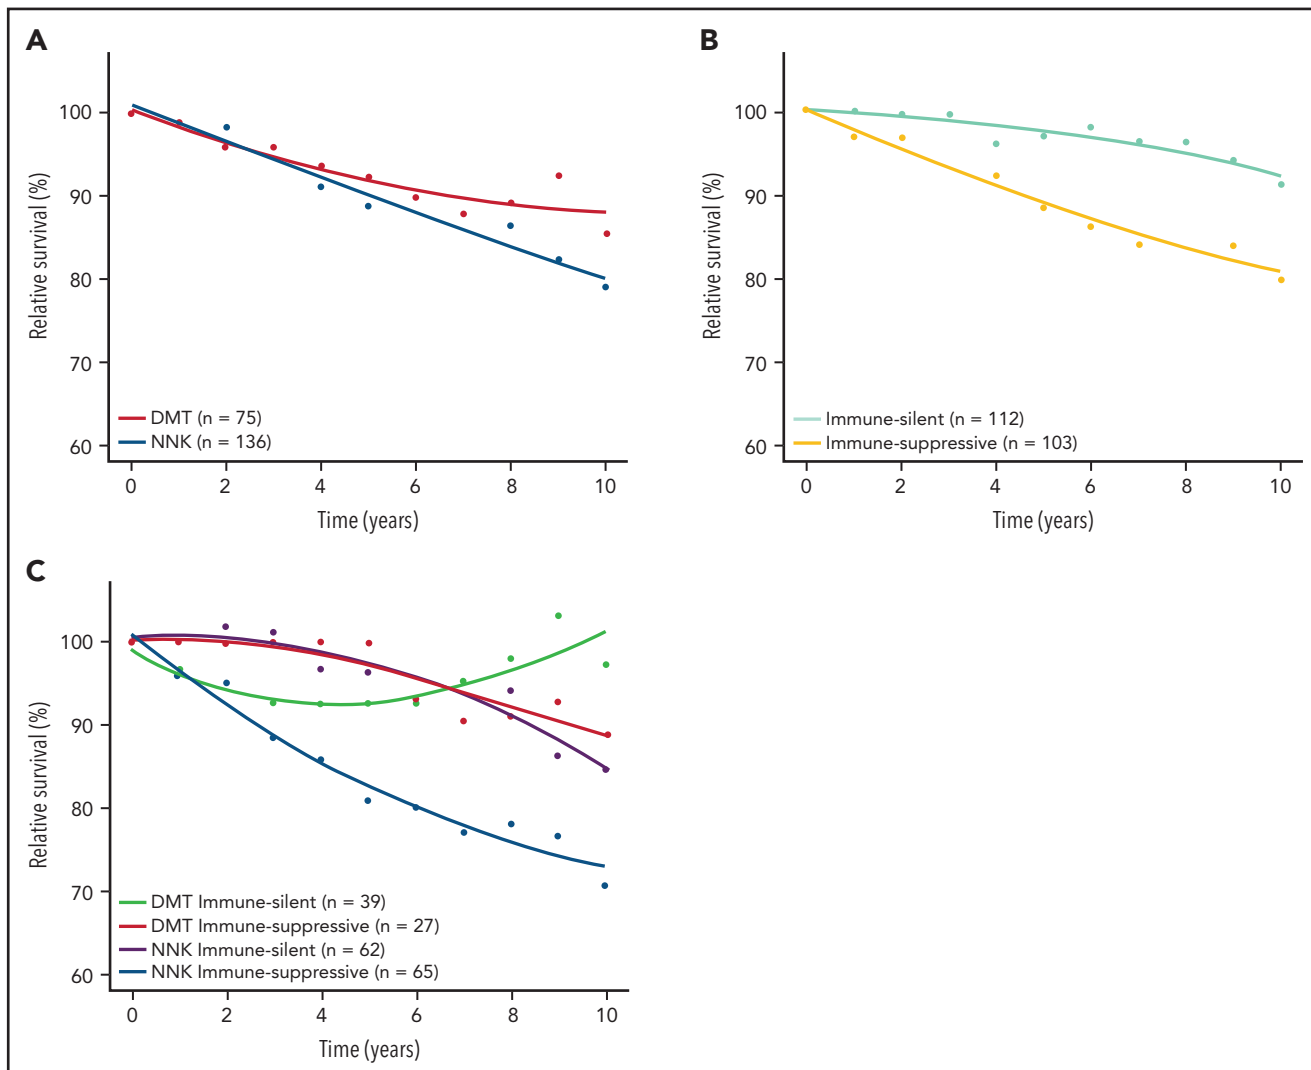 A
Relative survival (%)
100
90
80
70
60
DMT (n = 75)
NNK (n = 136)
0 2 4 6 8 10
Time (years)
B
Relative survival (%)
100
90
80
70
60
Immune-silent (n = 112)
Immune-suppressive (n = 103)
0 2 4 6 8 10
Time (years)
C
Relative survival (%)
100
90
80
70
60
DMT Immune-silent (n = 39)
DMT Immune-suppressive (n = 27)
NNK Immune-silent (n = 62)
NNK Immune-suppressive (n = 65)
0 2 4 6 8 10
Time (years)